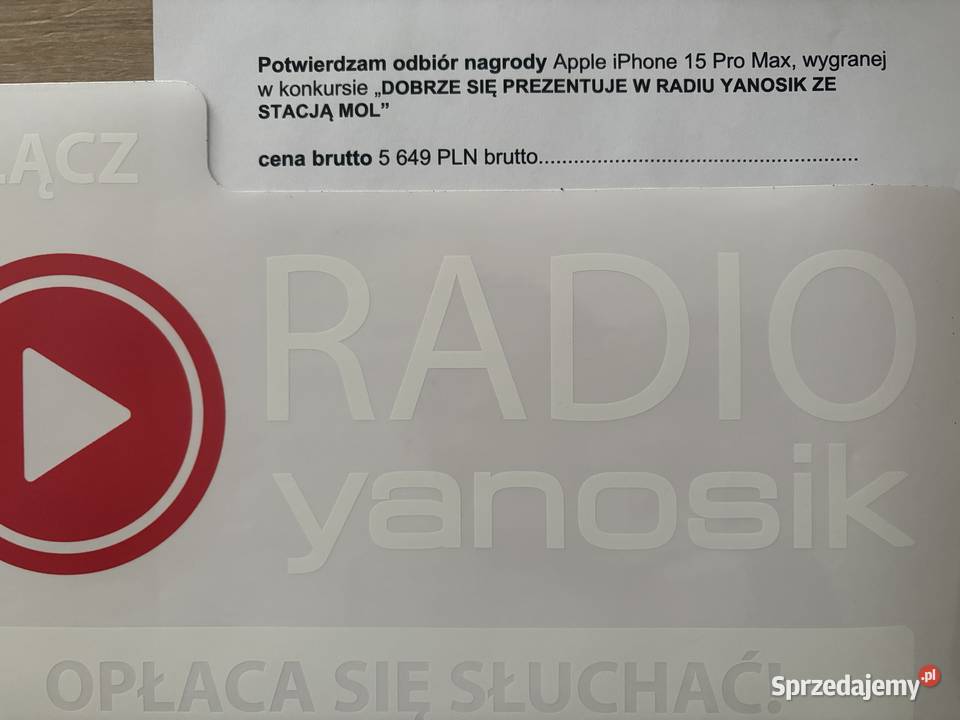 Potwierdzam odbiór nagrody Apple iPhone 15 Pro Max, wygranej
w konkursie „DOBRZE SIĘ PREZENTUJE W RADIU YANOSIK ZE
STACJĄ MOL”
cena brutto 5 649 PLN brutto......................................................
ŁĄCZ
RADIO
yanosik
OPŁACA SIĘ SŁUCHAĆ!
Sprzedajemy.pl